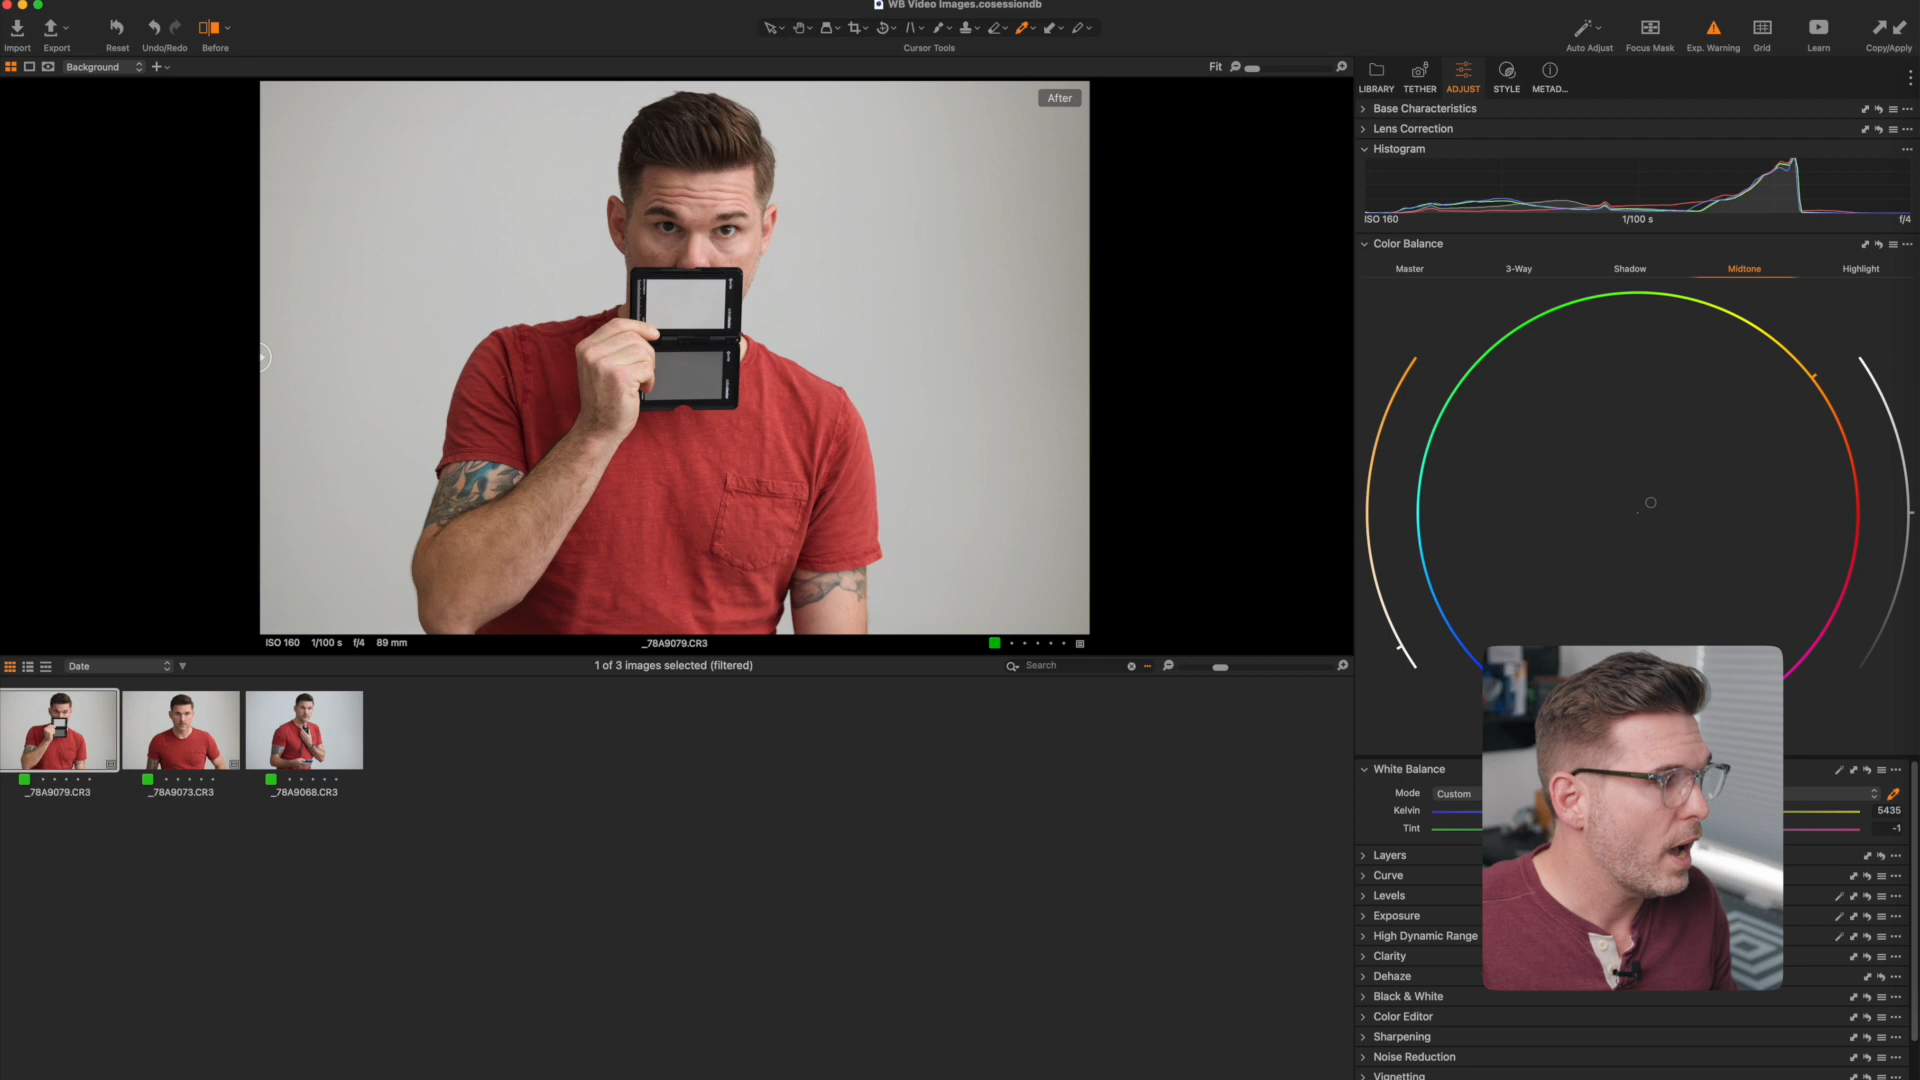 WB Video Images.cosessiondb
Import
Export
Reset
Undo/Redo
Before
Cursor Tools
Auto Adjust
Focus Mask
Exp. Warning
Grid
Learn
Copy/Apply
Background
Fit
LIBRARY
TETHER
ADJUST
STYLE
METAD...
After
Base Characteristics
Lens Correction
Histogram
ISO 160
1/100 s
f/4
Color Balance
Master
3-Way
Shadow
Midtone
Highlight
ISO 160 1/100 s f/4 89 mm
_78A9079.CR3
Date
1 of 3 images selected (filtered)
Search
_78A9079.CR3
_78A9073.CR3
_78A9068.CR3
White Balance
Mode
Custom
Kelvin
5435
Tint
-1
Layers
Curve
Levels
Exposure
High Dynamic Range
Clarity
Dehaze
Black & White
Color Editor
Sharpening
Noise Reduction
Vignetting